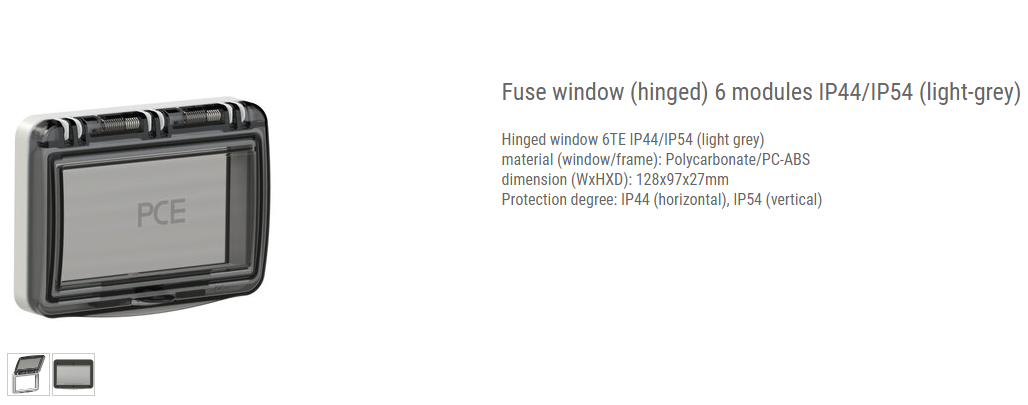 Fuse window (hinged) 6 modules IP44/IP54 (light-grey)
Hinged window 6TE IP44/IP54 (light grey)
material (window/frame): Polycarbonate/PC-ABS
dimension (WxHXD): 128x97x27mm
Protection degree: IP44 (horizontal), IP54 (vertical)
PCE